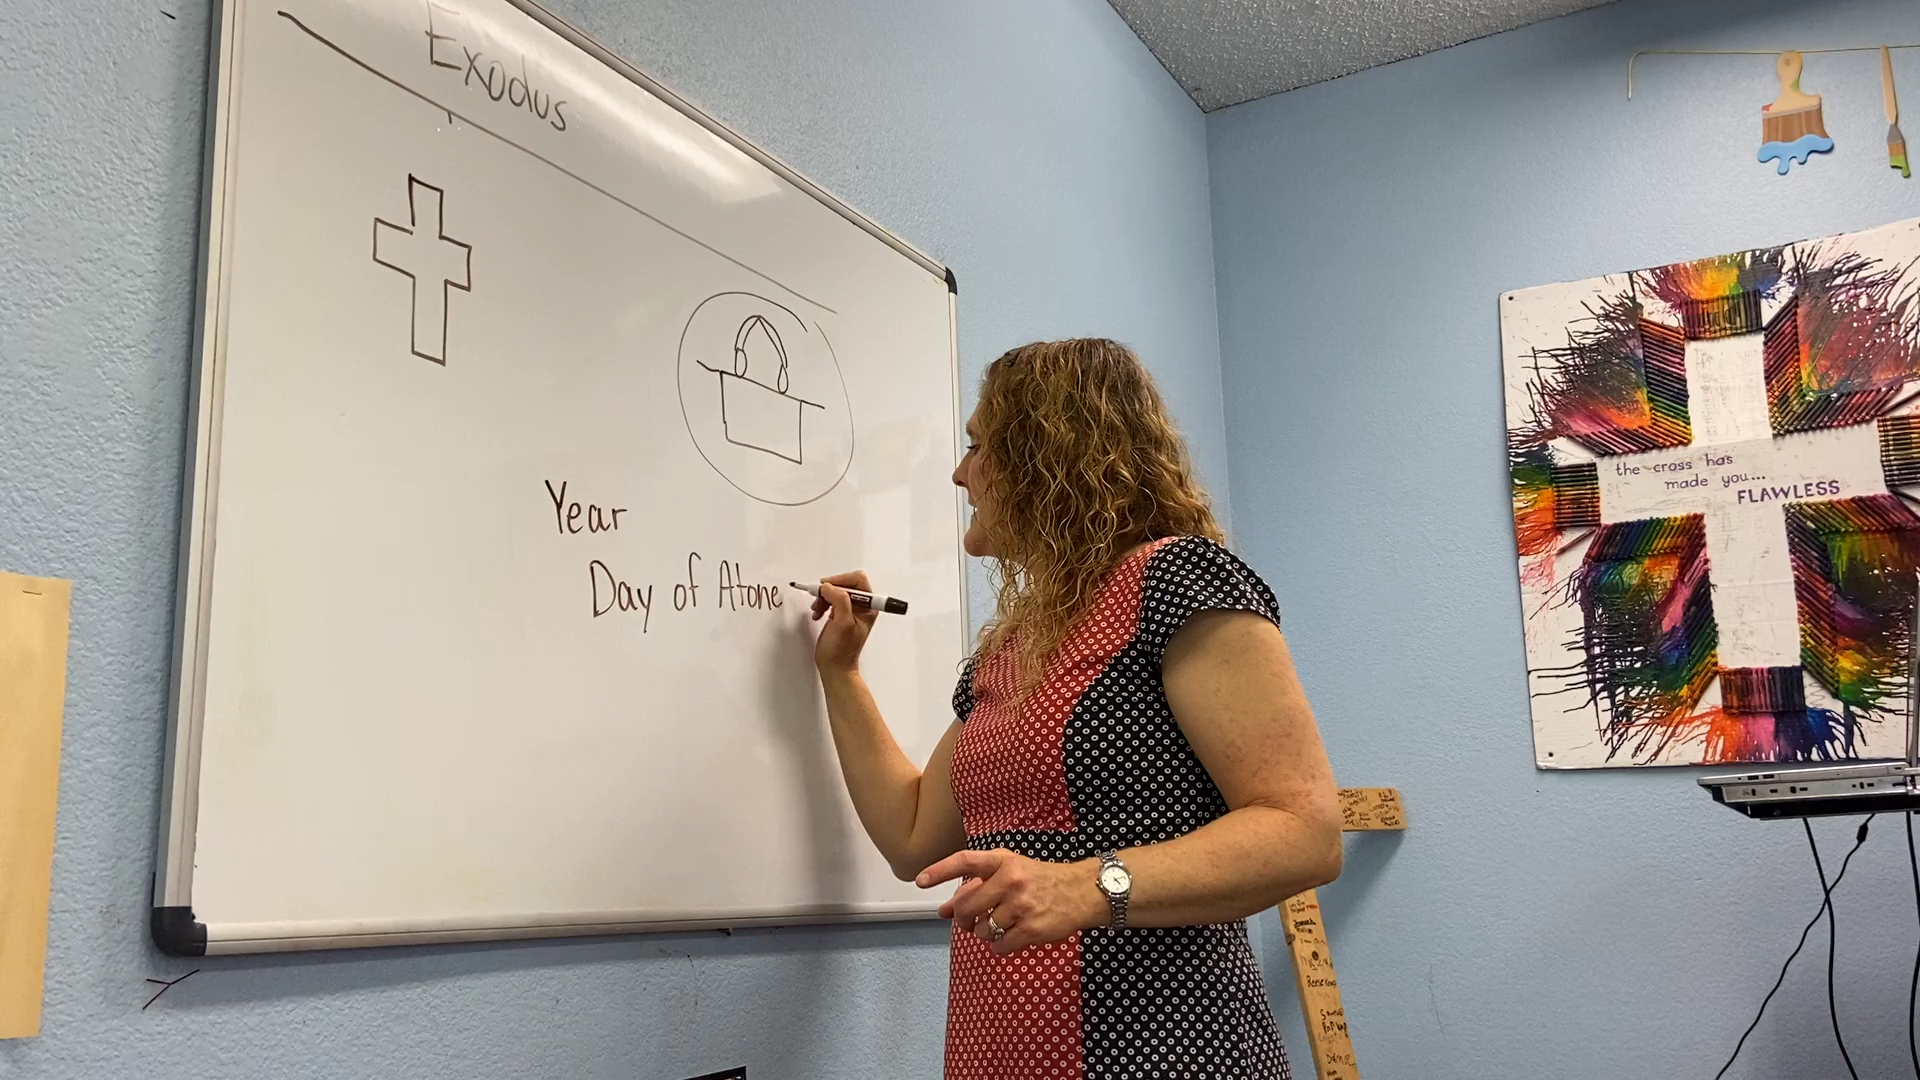 Exodus
Year
Day of Atone
the cross has
made you...
FLAWLESS